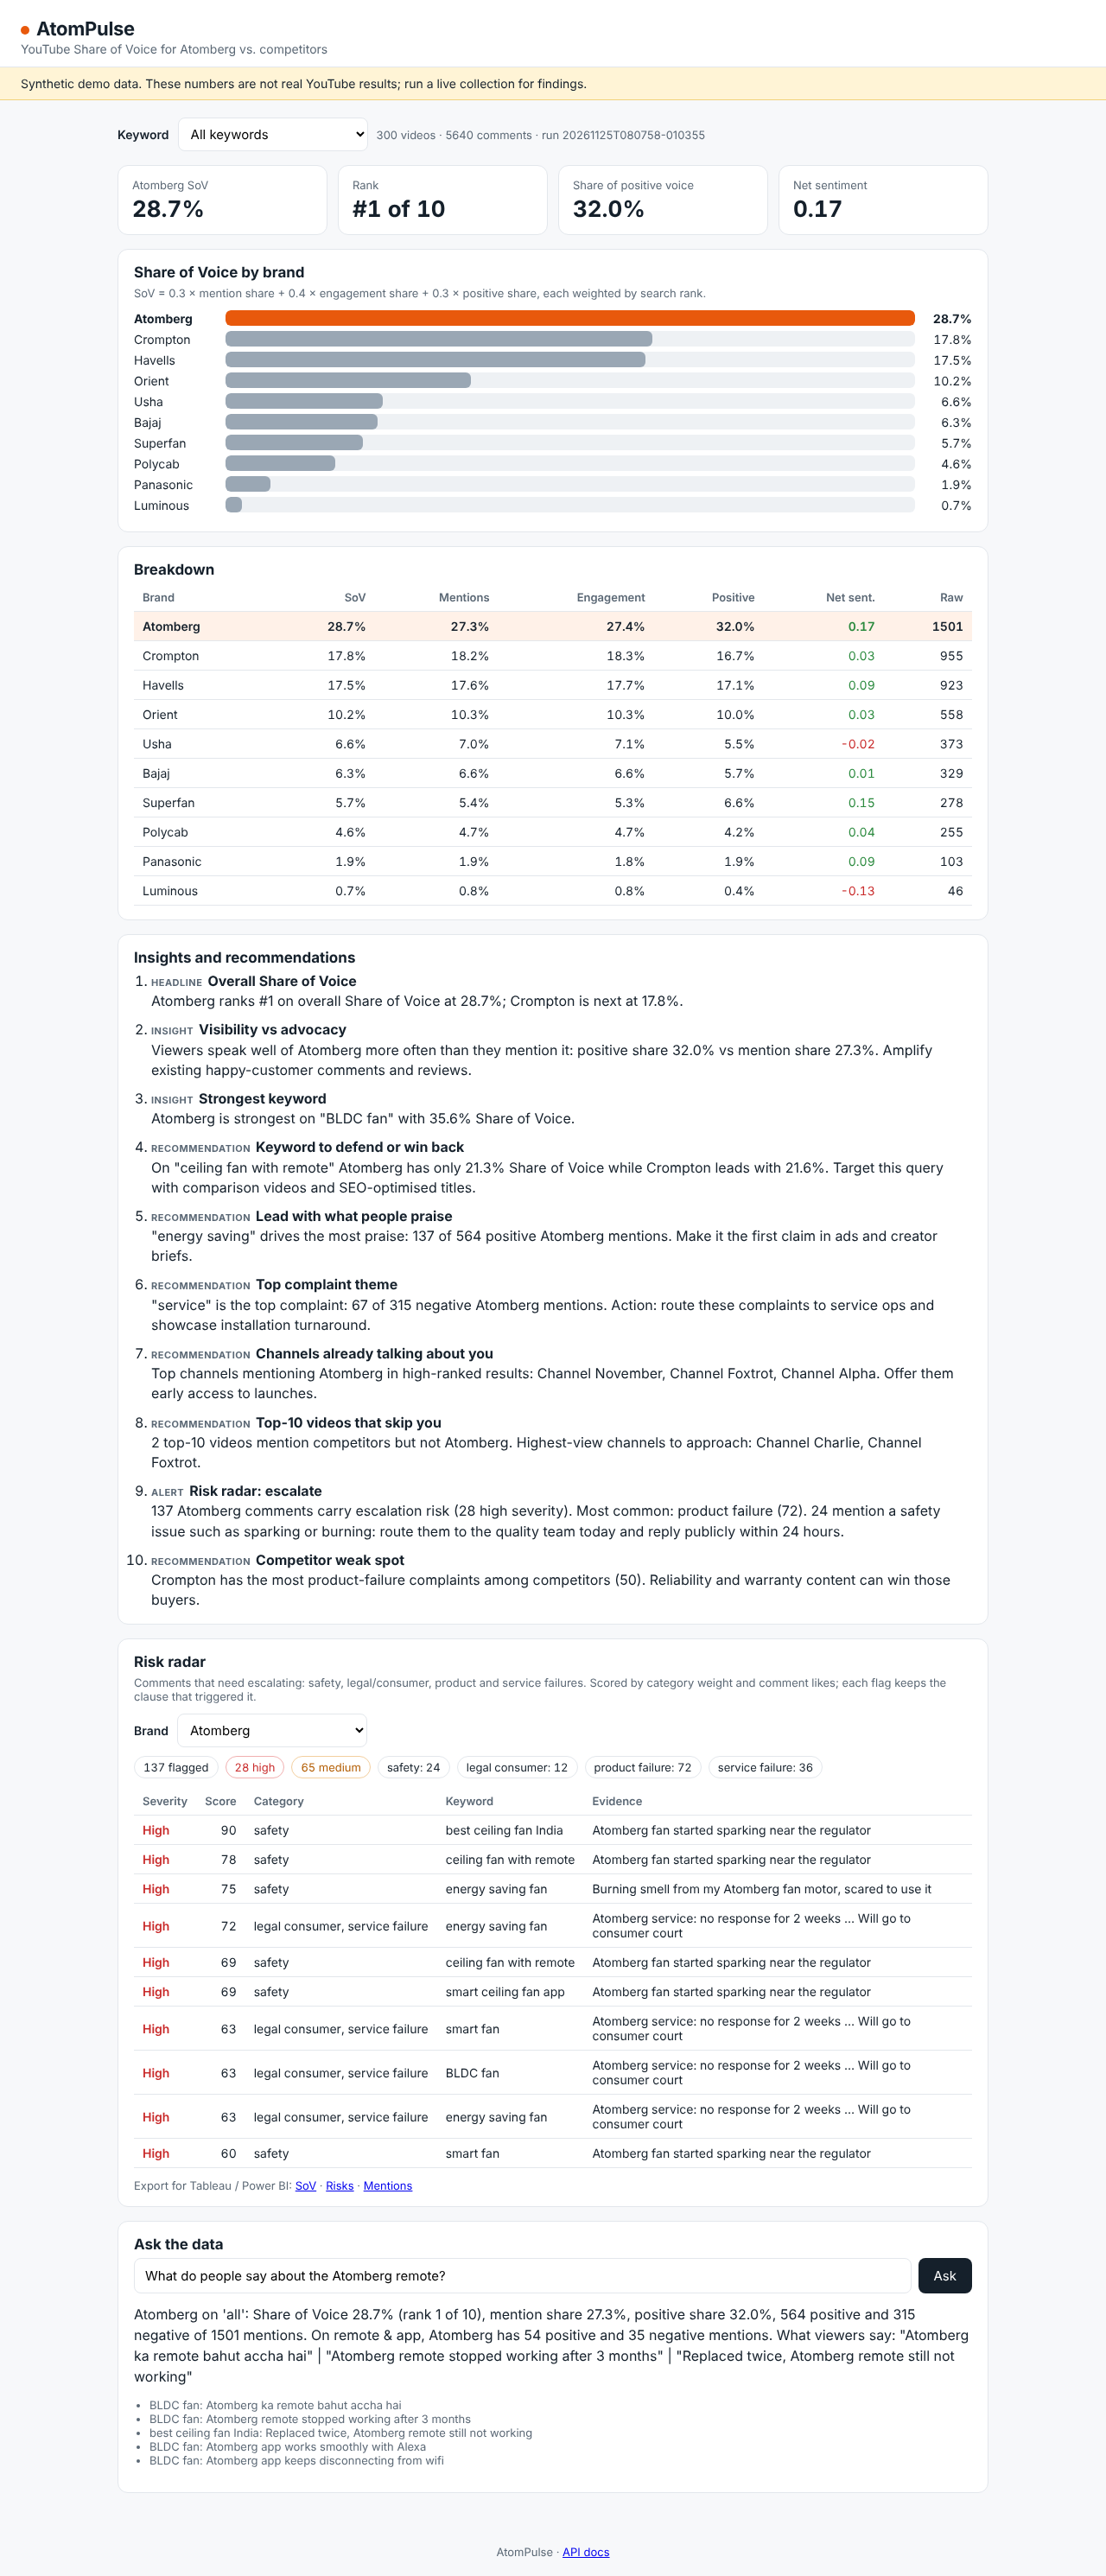 AtomPulse
YouTube Share of Voice for Atomberg vs. competitors
Synthetic demo data. These numbers are not real YouTube results; run a live collection for findings.
Keyword All keywords 300 videos · 5640 comments · run 20261125T080758-010355
Atomberg SoV
28.7%
Rank
#1 of 10
Share of positive voice
32.0%
Net sentiment
0.17
Share of Voice by brand
SoV = 0.3 × mention share + 0.4 × engagement share + 0.3 × positive share, each weighted by search rank.
Atomberg 28.7%
Crompton 17.8%
Havells 17.5%
Orient 10.2%
Usha 6.6%
Bajaj 6.3%
Superfan 5.7%
Polycab 4.6%
Panasonic 1.9%
Luminous 0.7%
Breakdown
Brand SoV Mentions Engagement Positive Net sent. Raw
Atomberg 28.7% 27.3% 27.4% 32.0% 0.17 1501
Crompton 17.8% 18.2% 18.3% 16.7% 0.03 955
Havells 17.5% 17.6% 17.7% 17.1% 0.09 923
Orient 10.2% 10.3% 10.3% 10.0% 0.03 558
Usha 6.6% 7.0% 7.1% 5.5% -0.02 373
Bajaj 6.3% 6.6% 6.6% 5.7% 0.01 329
Superfan 5.7% 5.4% 5.3% 6.6% 0.15 278
Polycab 4.6% 4.7% 4.7% 4.2% 0.04 255
Panasonic 1.9% 1.9% 1.8% 1.9% 0.09 103
Luminous 0.7% 0.8% 0.8% 0.4% -0.13 46
Insights and recommendations
1. HEADLINE Overall Share of Voice
Atomberg ranks #1 on overall Share of Voice at 28.7%; Crompton is next at 17.8%.
2. INSIGHT Visibility vs advocacy
Viewers speak well of Atomberg more often than they mention it: positive share 32.0% vs mention share 27.3%. Amplify
existing happy-customer comments and reviews.
3. INSIGHT Strongest keyword
Atomberg is strongest on "BLDC fan" with 35.6% Share of Voice.
4. RECOMMENDATION Keyword to defend or win back
On "ceiling fan with remote" Atomberg has only 21.3% Share of Voice while Crompton leads with 21.6%. Target this query
with comparison videos and SEO-optimised titles.
5. RECOMMENDATION Lead with what people praise
"energy saving" drives the most praise: 137 of 564 positive Atomberg mentions. Make it the first claim in ads and creator
briefs.
6. RECOMMENDATION Top complaint theme
"service" is the top complaint: 67 of 315 negative Atomberg mentions. Action: route these complaints to service ops and
showcase installation turnaround.
7. RECOMMENDATION Channels already talking about you
Top channels mentioning Atomberg in high-ranked results: Channel November, Channel Foxtrot, Channel Alpha. Offer them
early access to launches.
8. RECOMMENDATION Top-10 videos that skip you
2 top-10 videos mention competitors but not Atomberg. Highest-view channels to approach: Channel Charlie, Channel
Foxtrot.
9. ALERT Risk radar: escalate
137 Atomberg comments carry escalation risk (28 high severity). Most common: product failure (72). 24 mention a safety
issue such as sparking or burning: route them to the quality team today and reply publicly within 24 hours.
10. RECOMMENDATION Competitor weak spot
Crompton has the most product-failure complaints among competitors (50). Reliability and warranty content can win those
buyers.
Risk radar
Comments that need escalating: safety, legal/consumer, product and service failures. Scored by category weight and comment likes; each flag keeps the
clause that triggered it.
Brand Atomberg
137 flagged 28 high 65 medium safety: 24 legal consumer: 12 product failure: 72 service failure: 36
Severity Score Category Keyword Evidence
High 90 safety best ceiling fan India Atomberg fan started sparking near the regulator
High 78 safety ceiling fan with remote Atomberg fan started sparking near the regulator
High 75 safety energy saving fan Burning smell from my Atomberg fan motor, scared to use it
High 72 legal consumer, service failure energy saving fan Atomberg service: no response for 2 weeks ... Will go to
consumer court
High 69 safety ceiling fan with remote Atomberg fan started sparking near the regulator
High 69 safety smart ceiling fan app Atomberg fan started sparking near the regulator
High 63 legal consumer, service failure smart fan Atomberg service: no response for 2 weeks ... Will go to
consumer court
High 63 legal consumer, service failure BLDC fan Atomberg service: no response for 2 weeks ... Will go to
consumer court
High 63 legal consumer, service failure energy saving fan Atomberg service: no response for 2 weeks ... Will go to
consumer court
High 60 safety smart fan Atomberg fan started sparking near the regulator
Export for Tableau / Power BI: SoV · Risks · Mentions
Ask the data
What do people say about the Atomberg remote? Ask
Atomberg on 'all': Share of Voice 28.7% (rank 1 of 10), mention share 27.3%, positive share 32.0%, 564 positive and 315
negative of 1501 mentions. On remote & app, Atomberg has 54 positive and 35 negative mentions. What viewers say: "Atomberg
ka remote bahut accha hai" | "Atomberg remote stopped working after 3 months" | "Replaced twice, Atomberg remote still not
working"
• BLDC fan: Atomberg ka remote bahut accha hai
• BLDC fan: Atomberg remote stopped working after 3 months
• best ceiling fan India: Replaced twice, Atomberg remote still not working
• BLDC fan: Atomberg app works smoothly with Alexa
• BLDC fan: Atomberg app keeps disconnecting from wifi
AtomPulse · API docs